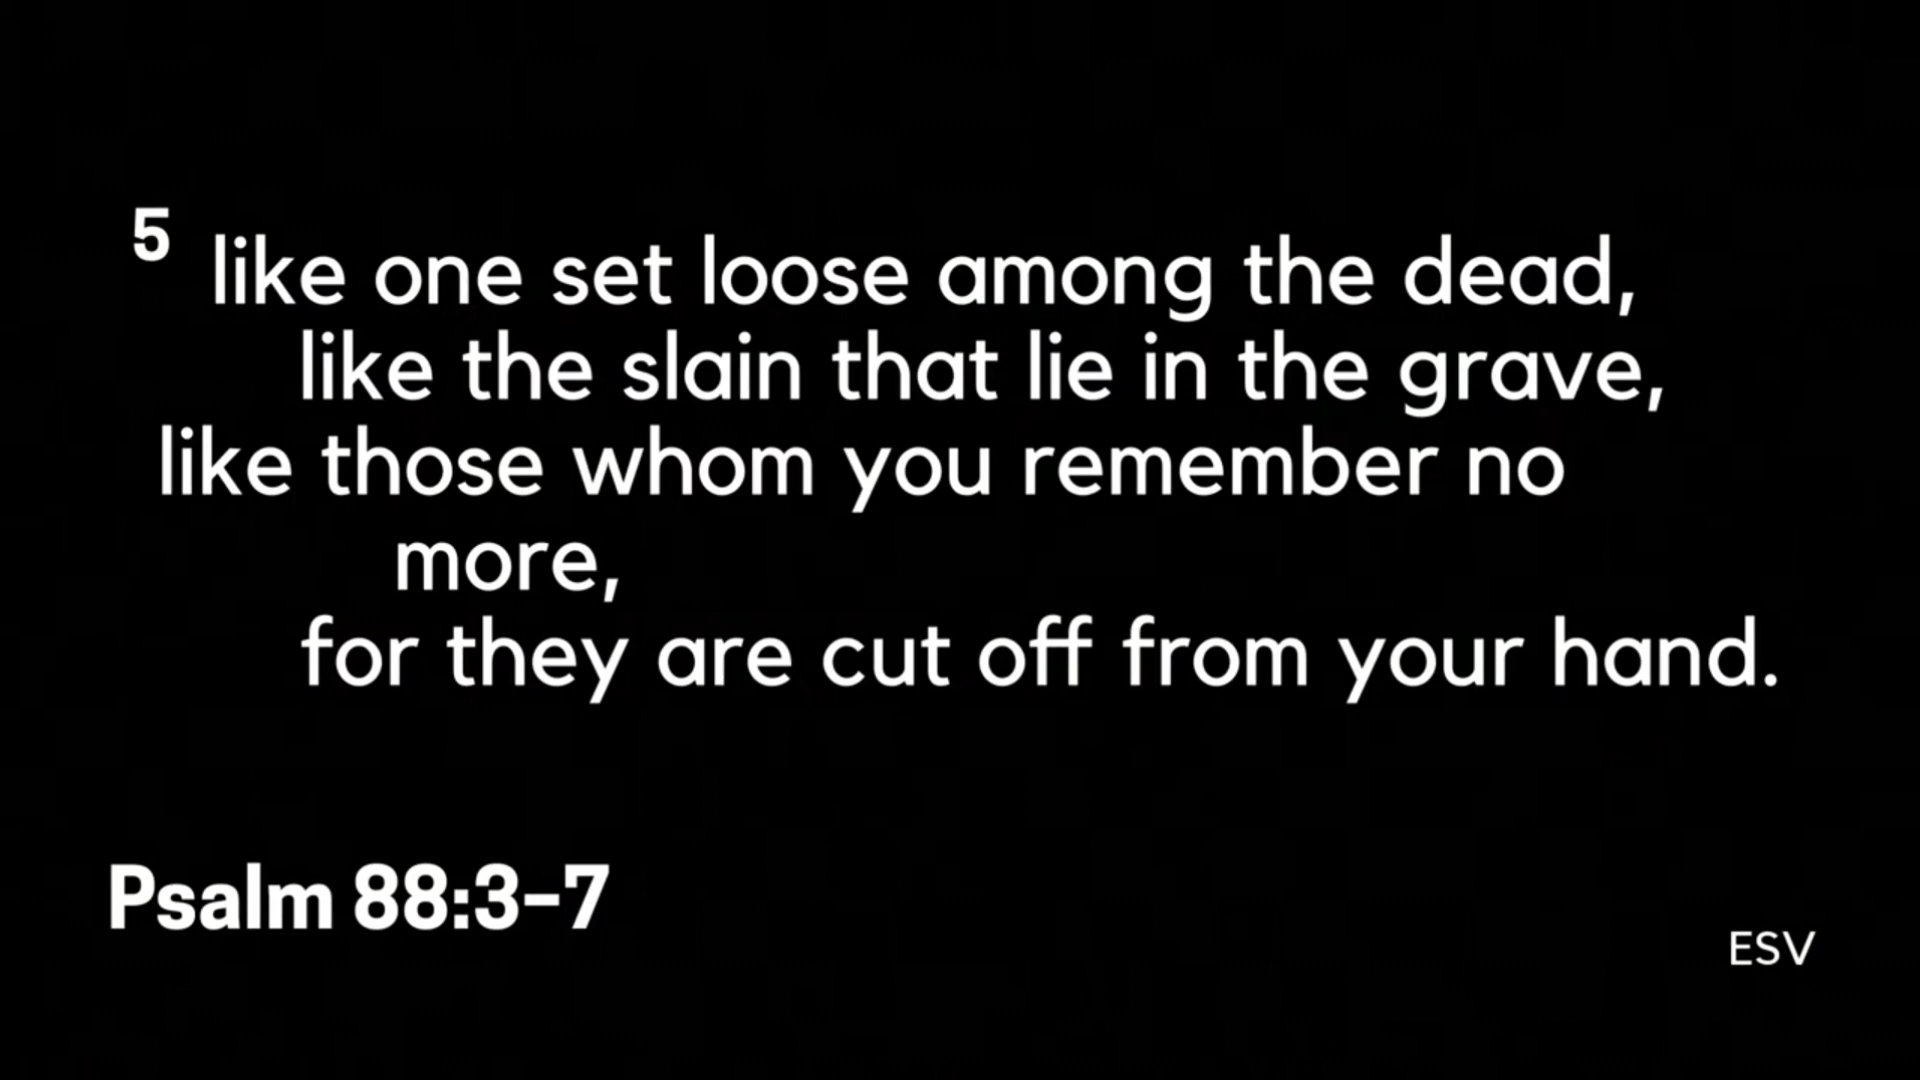 5 like one set loose among the dead,
like the slain that lie in the grave,
like those whom you remember no
more,
for they are cut off from your hand.
Psalm 88:3–7
ESV